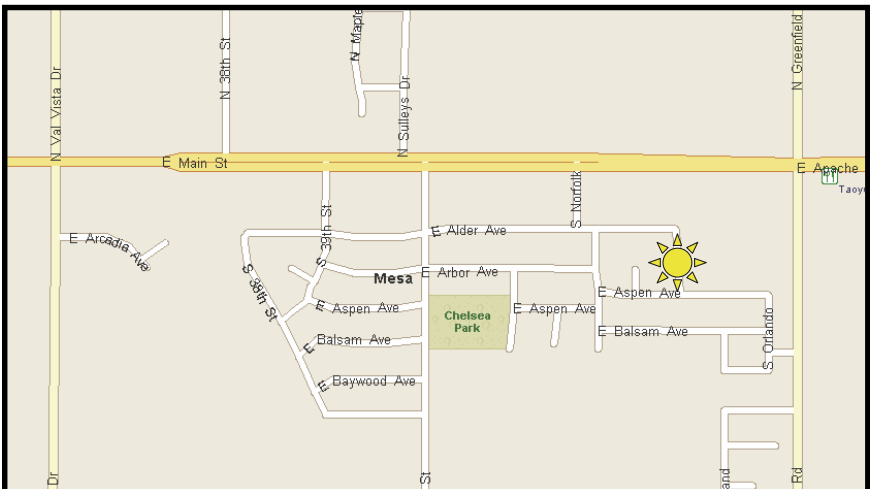 N Val Vista Dr
N 38th St
N Maple
N Sulleys Dr
N Greenfield
E Main St
E Apache
Taoy
S Norfolk
S 39th St
E Alder Ave
E Arcadia Ave
S 38th St
Mesa
E Arbor Ave
E Aspen Ave
Chelsea
Park
E Aspen Ave
E Aspen Ave
E Balsam Ave
E Balsam Ave
S Orlando
E Baywood Ave
Dr
St
and
Rd